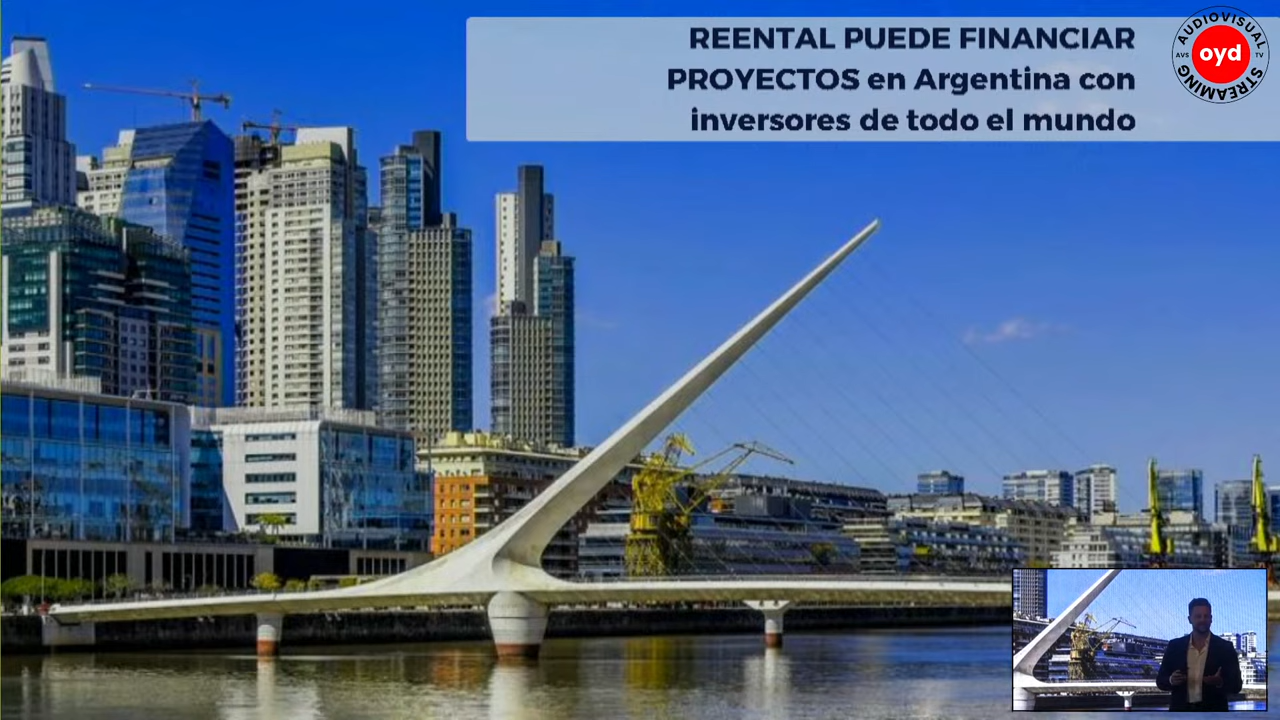 REENTAL PUEDE FINANCIAR
PROYECTOS en Argentina con
inversores de todo el mundo
AUDIOVISUAL
AVS oyd TV
STREAMING